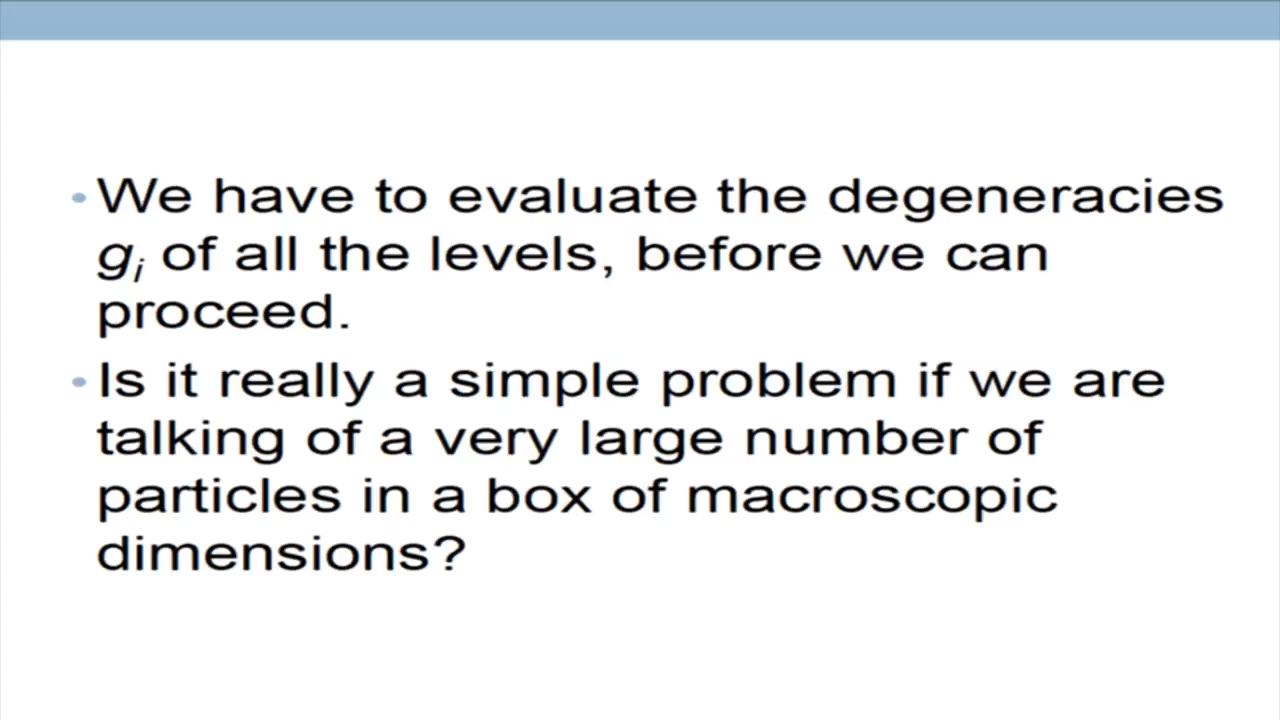 • We have to evaluate the degeneracies
gi of all the levels, before we can
proceed.
• Is it really a simple problem if we are
talking of a very large number of
particles in a box of macroscopic
dimensions?